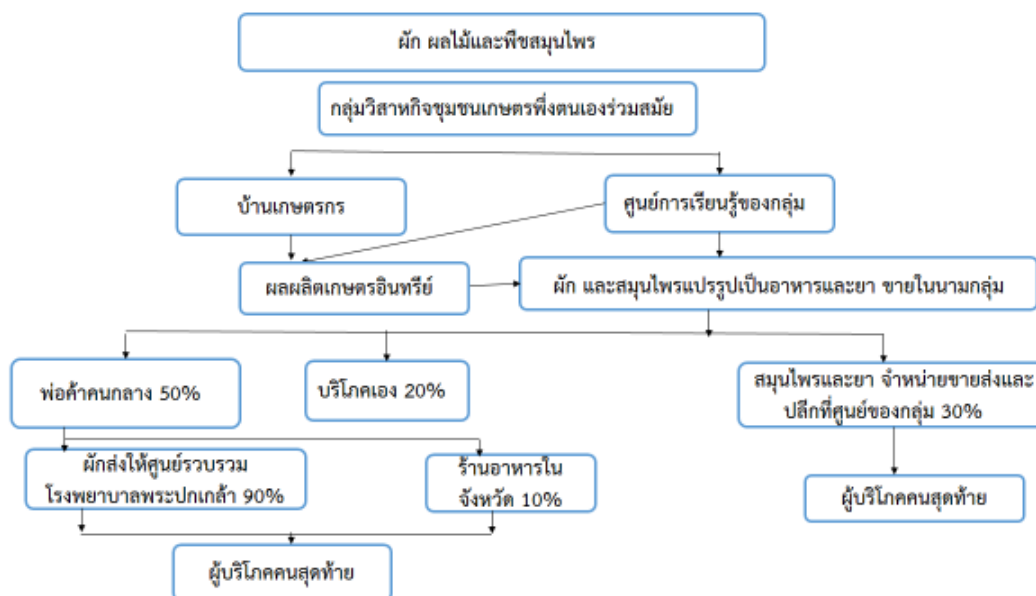 ผัก ผลไม้และพืชสมุนไพร
กลุ่มวิสาหกิจชุมชนเกษตรพึ่งตนเองร่วมสมัย
บ้านเกษตรกร
ศูนย์การเรียนรู้ของกลุ่ม
ผลผลิตเกษตรอินทรีย์
ผัก และสมุนไพรแปรรูปเป็นอาหารและยา ขายในนามกลุ่ม
พ่อค้าคนกลาง 50%
บริโภคเอง 20%
สมุนไพรและยา จำหน่ายขายส่งและ
ปลีกที่ศูนย์ของกลุ่ม 30%
ผักส่งให้ศูนย์รวบรวม
โรงพยาบาลพระปกเกล้า 90%
ร้านอาหารใน
จังหวัด 10%
ผู้บริโภคคนสุดท้าย
ผู้บริโภคคนสุดท้าย